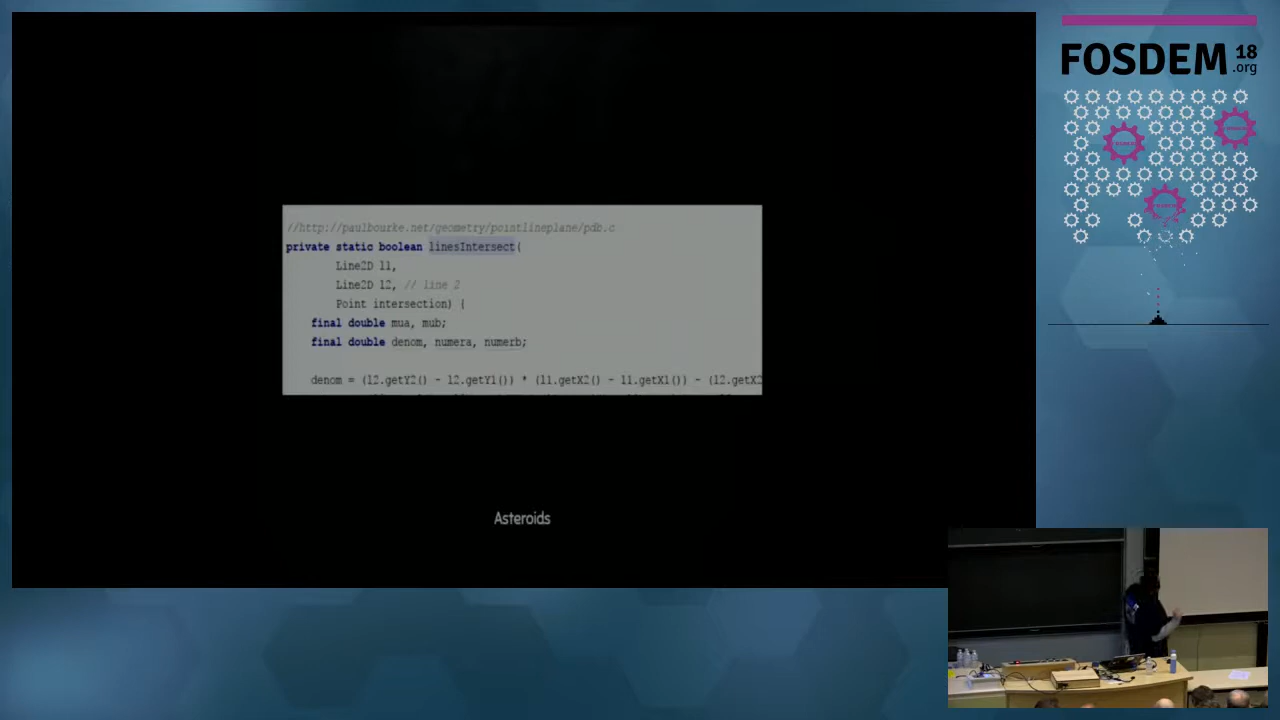 //http://paulbourke.net/geometry/pointlineplane/pdb.c
private static boolean linesIntersect(
Line2D l1,
Line2D l2, // line 2
Point intersection) {
final double mua, mub;
final double denom, numera, numerb;
denom = (l2.getY2() - l2.getY1()) * (l1.getX2() - l1.getX1()) - (l2.getX2
Asteroids
FOSDEM 18
.org